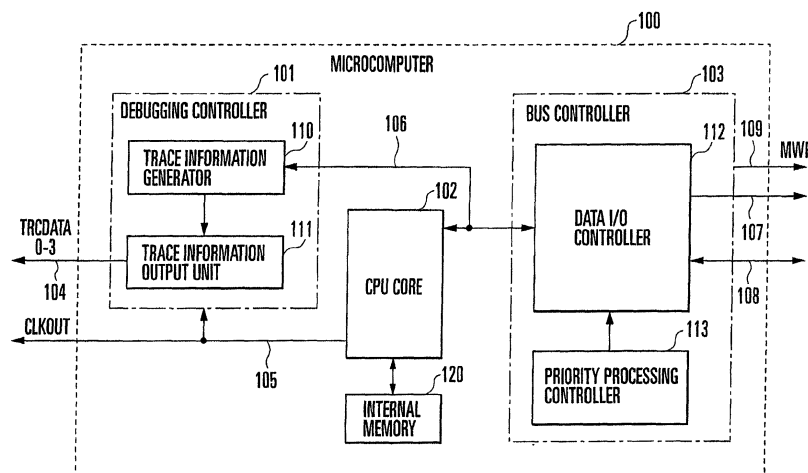 100
MICROCOMPUTER
101
103
DEBUGGING CONTROLLER
BUS CONTROLLER
110
106
112
109
MWE
TRACE INFORMATION
GENERATOR
102
107
TRCDATA
0-3
111
DATA I/O
CONTROLLER
TRACE INFORMATION
OUTPUT UNIT
104
CPU CORE
108
CLKOUT
113
105
120
PRIORITY PROCESSING
CONTROLLER
INTERNAL
MEMORY